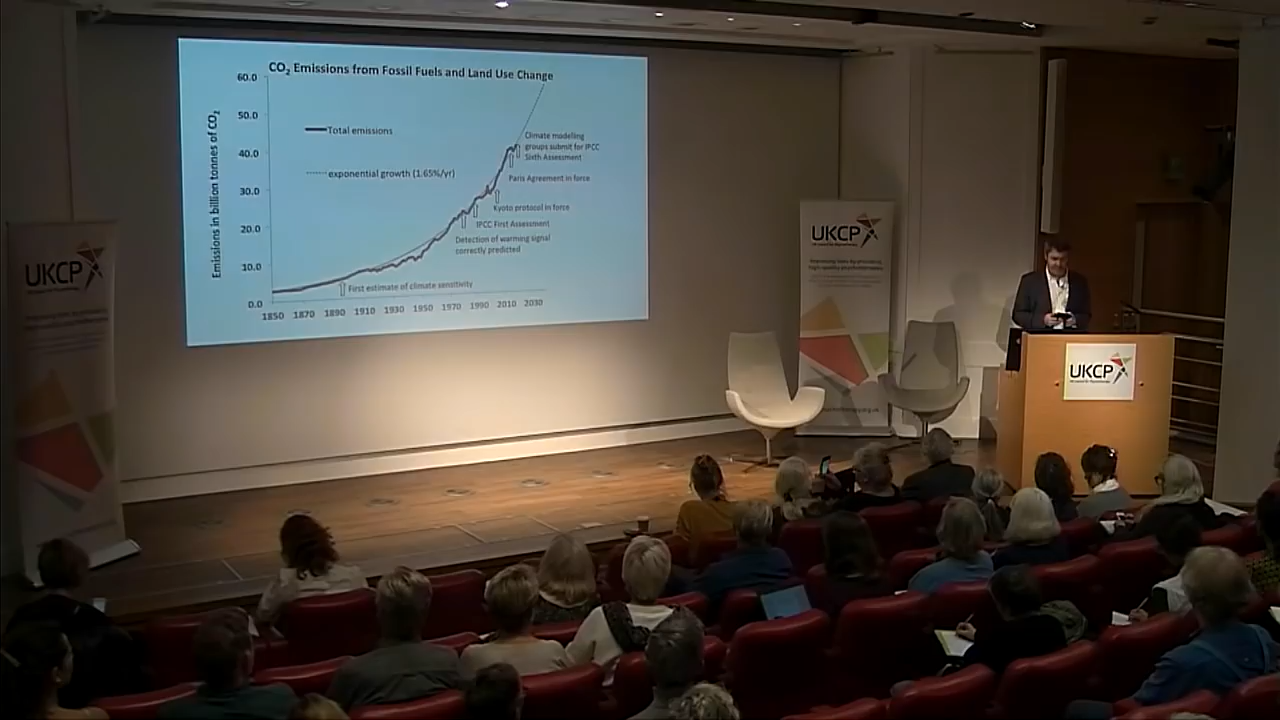 CO₂ Emissions from Fossil Fuels and Land Use Change
Emissions in billion tonnes of CO₂
60.0
50.0
40.0
30.0
20.0
10.0
0.0
Total emissions
exponential growth (1.65%/yr)
Climate modelling
groups submit for IPCC
Sixth Assessment
Paris Agreement in force
Kyoto protocol in force
IPCC First Assessment
Detection of warming signal
correctly predicted
First estimate of climate sensitivity
1850 1870 1890 1910 1930 1950 1970 1990 2010 2030
UKCP
UKCP
UKCP